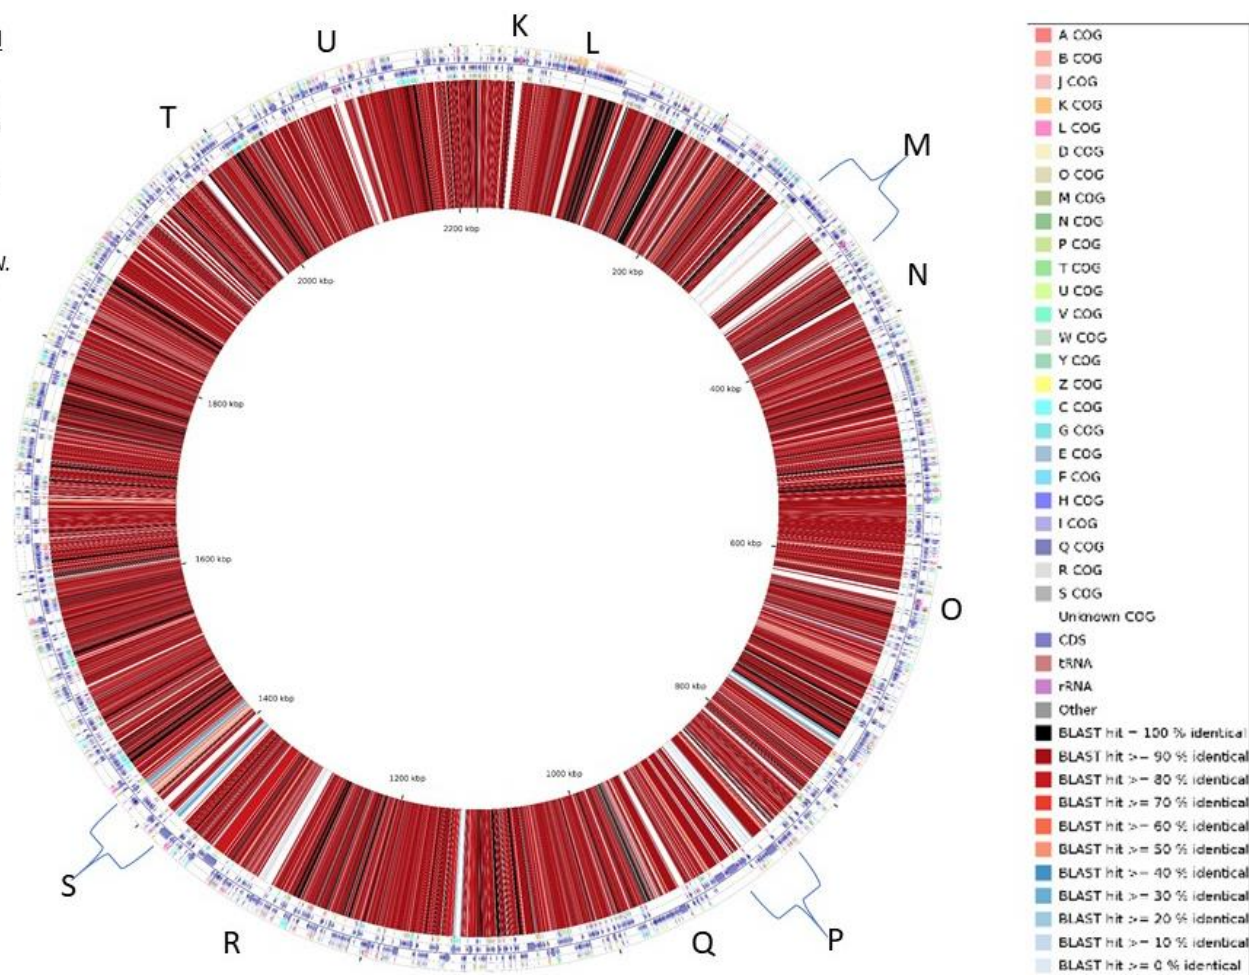 K
L
U
T
M
N
O
P
Q
R
S
2200 kbp
200 kbp
400 kbp
600 kbp
800 kbp
1000 kbp
1200 kbp
1400 kbp
1600 kbp
1800 kbp
2000 kbp
A COG
B COG
J COG
K COG
L COG
D COG
O COG
M COG
N COG
P COG
T COG
U COG
V COG
W COG
Y COG
Z COG
C COG
G COG
E COG
F COG
H COG
I COG
Q COG
R COG
S COG
Unknown COG
CDS
tRNA
rRNA
Other
BLAST hit = 100 % identical
BLAST hit >= 90 % identical
BLAST hit >= 80 % identical
BLAST hit >= 70 % identical
BLAST hit >= 60 % identical
BLAST hit >= 50 % identical
BLAST hit >= 40 % identical
BLAST hit >= 30 % identical
BLAST hit >= 20 % identical
BLAST hit >= 10 % identical
BLAST hit >= 0 % identical